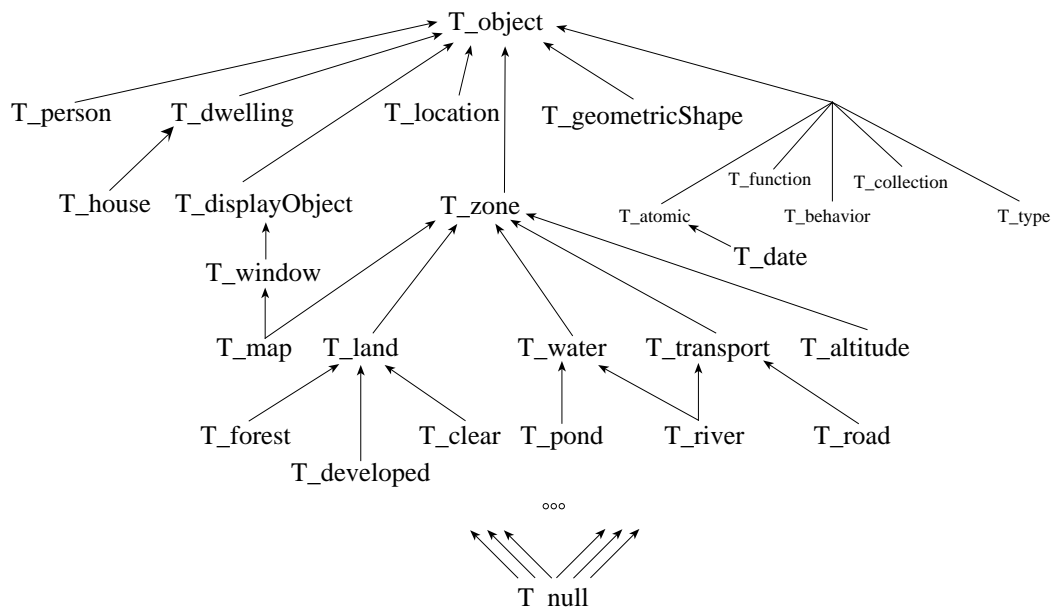 T_object
T_person
T_dwelling
T_location
T_geometricShape
T_function
T_collection
T_house
T_displayObject
T_zone
T_atomic
T_behavior
T_type
T_date
T_window
T_map
T_land
T_water
T_transport
T_altitude
T_forest
T_clear
T_pond
T_river
T_road
T_developed
T_null